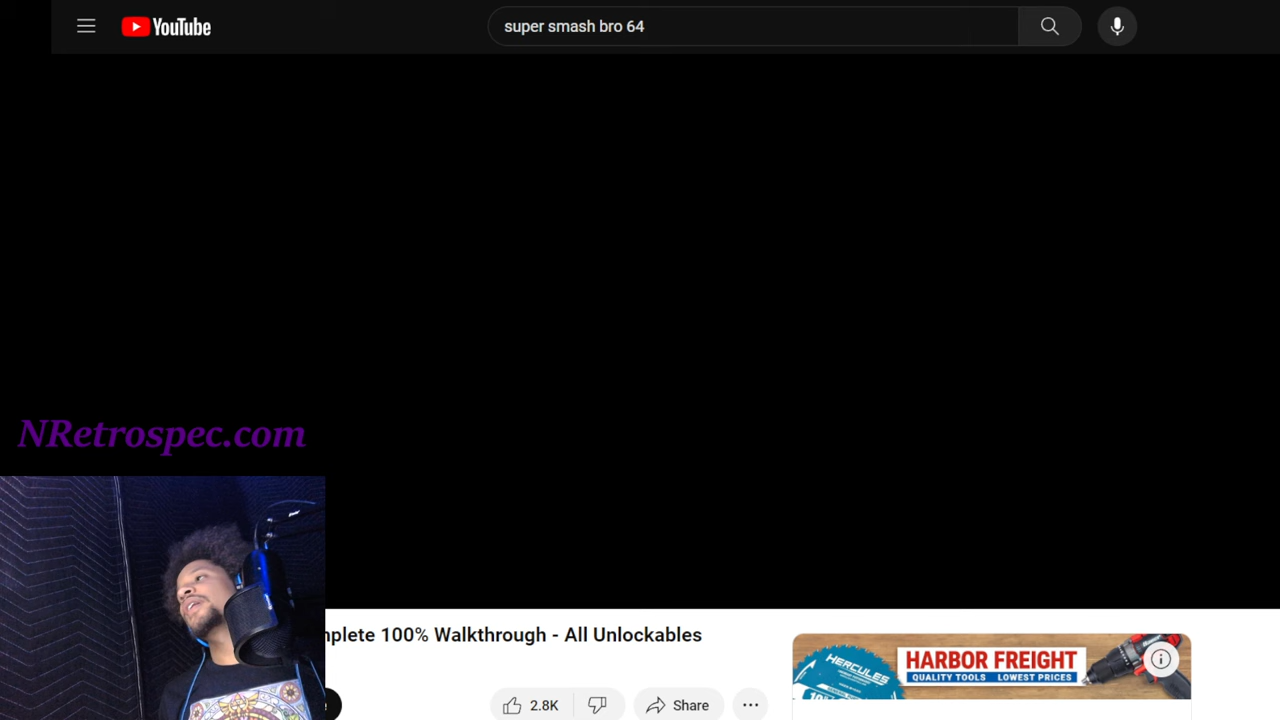 YouTube
super smash bro 64
NRetrospec.com
plete 100% Walkthrough - All Unlockables
2.8K
Share
HERCULES
HARBOR FREIGHT
QUALITY TOOLS LOWEST PRICES